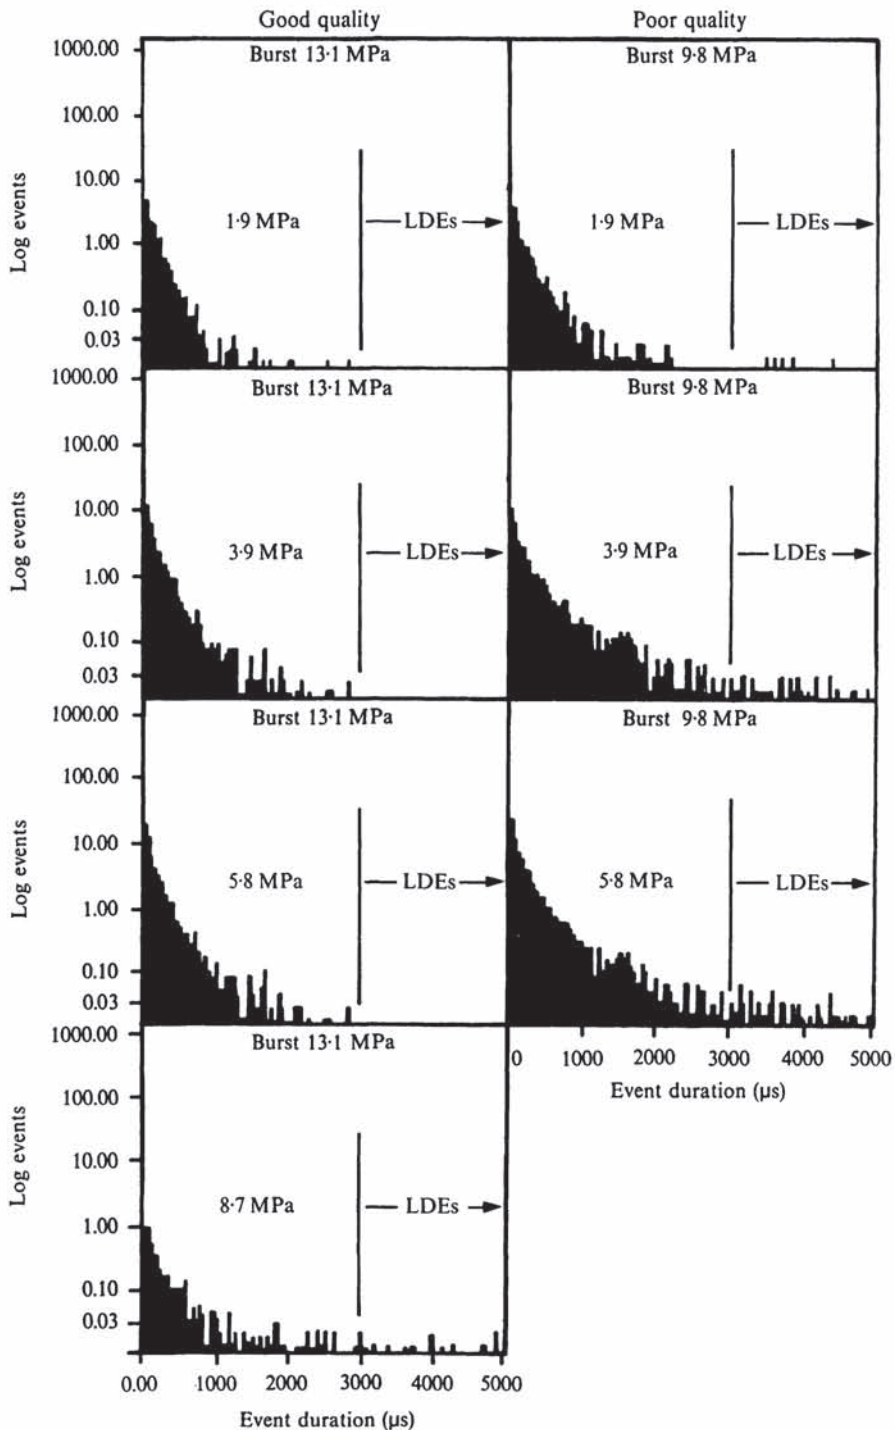 Good quality Poor quality
Burst 13·1 MPa Burst 9·8 MPa
1000.00
100.00
10.00
1.00
0.10
0.03
Log events
1·9 MPa LDEs
1·9 MPa LDEs
Burst 13·1 MPa Burst 9·8 MPa
1000.00
100.00
10.00
1.00
0.10
0.03
Log events
3·9 MPa LDEs
3·9 MPa LDEs
Burst 13·1 MPa Burst 9·8 MPa
1000.00
100.00
10.00
1.00
0.10
0.03
Log events
5·8 MPa LDEs
5·8 MPa LDEs
0 1000 2000 3000 4000 5000
Event duration (µs)
Burst 13·1 MPa
1000.00
100.00
10.00
1.00
0.10
0.03
Log events
8·7 MPa LDEs
0.00 1000 2000 3000 4000 5000
Event duration (µs)